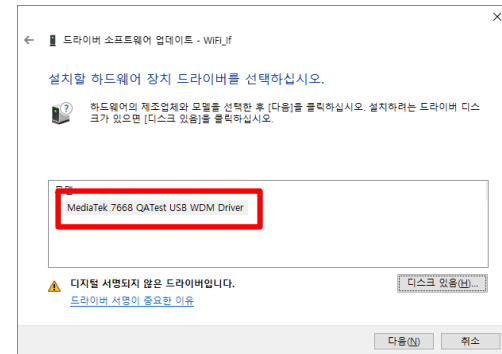 드라이버 소프트웨어 업데이트 - WiFi_If
설치할 하드웨어 장치 드라이버를 선택하십시오.
하드웨어의 제조업체와 모델을 선택한 후 [다음]을 클릭하십시오. 설치하려는 드라이버 디스
크가 있으면 [디스크 있음]을 클릭하십시오.
MediaTek 7668 QATest USB WDM Driver
디지털 서명되지 않은 드라이버입니다.
디스크 있음(H)...
드라이버 서명이 중요한 이유
다음(N)
취소